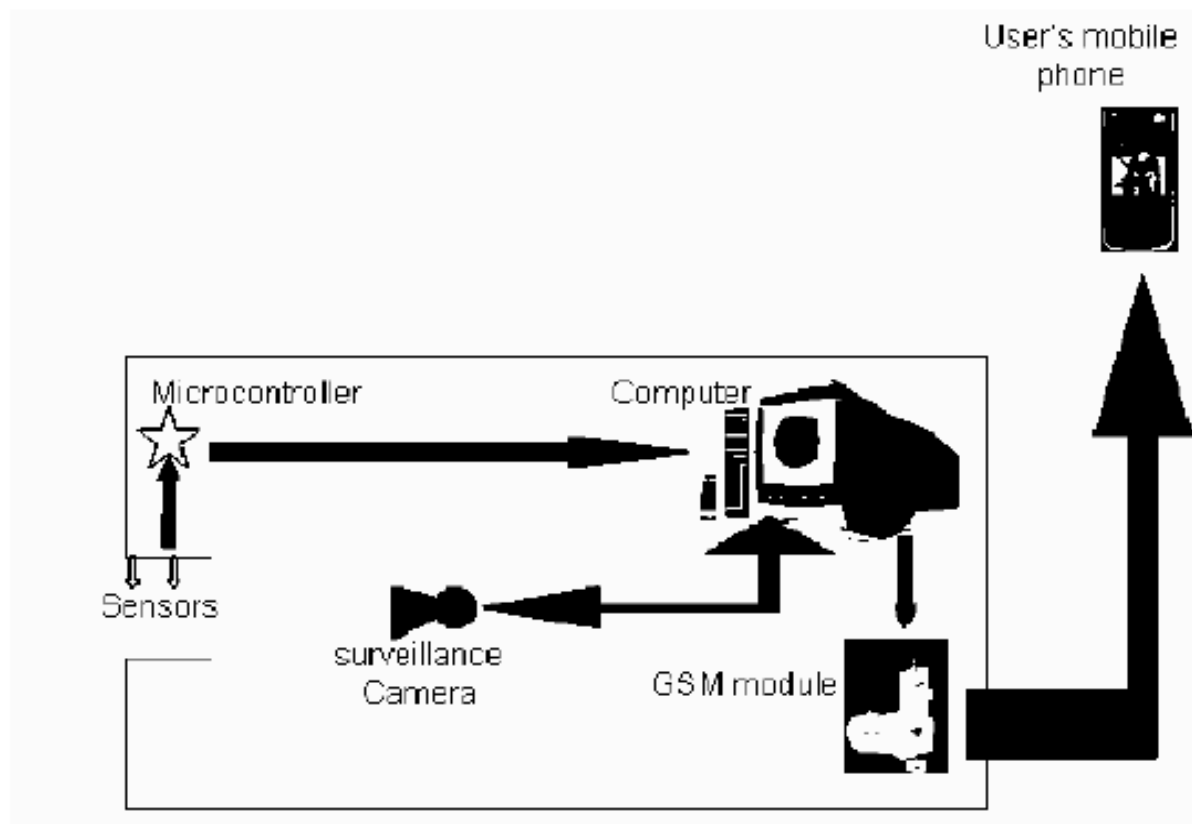 User's mobile
phone
Microcontroller
Computer
Sensors
surveillance
Camera
GSM module